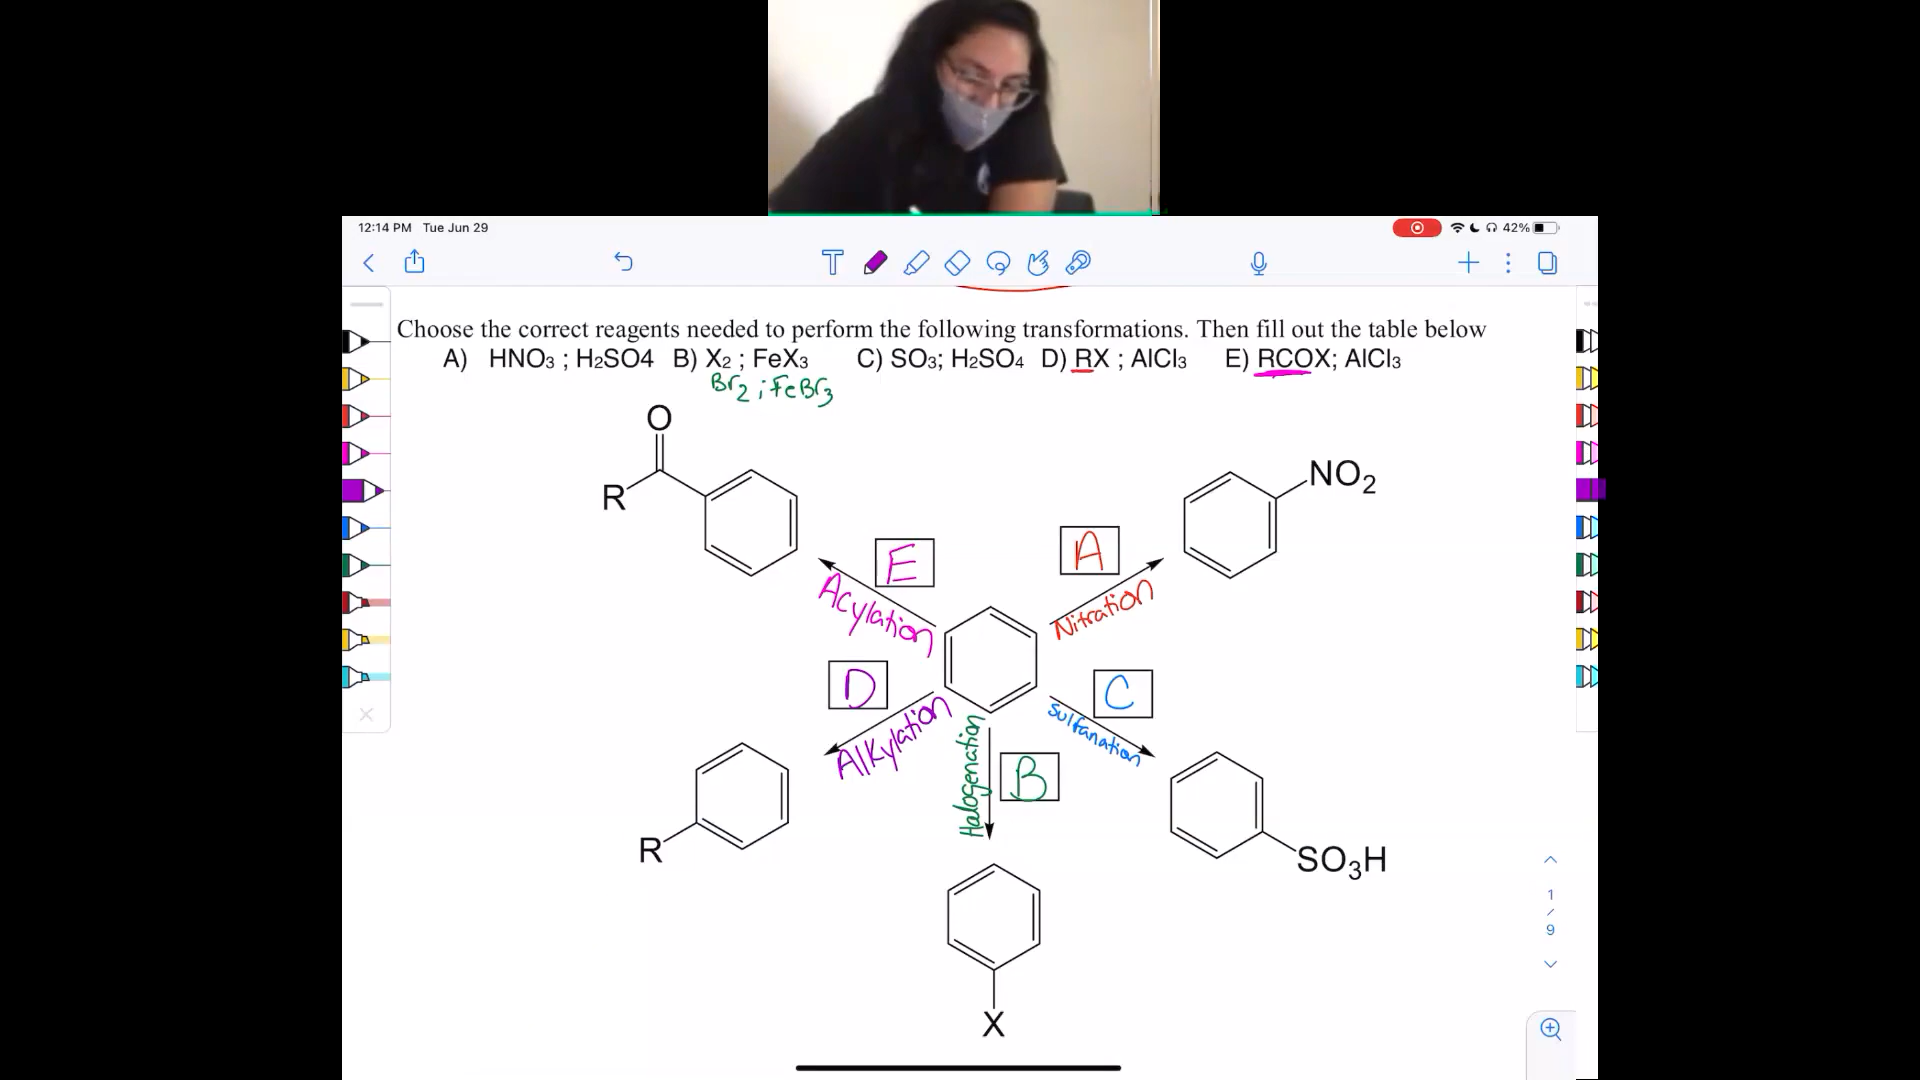 12:14 PM Tue Jun 29 42%
Choose the correct reagents needed to perform the following transformations. Then fill out the table below
A) HNO3 ; H2SO4 B) X2 ; FeX3 C) SO3; H2SO4 D) RX ; AlCl3 E) RCOX; AlCl3
Br2 ; FeBr3
O
R
NO2
E
A
Acylation
Nitration
D
C
Alkylation
Halogenation
sulfanation
B
R
SO3H
X
1
/
9